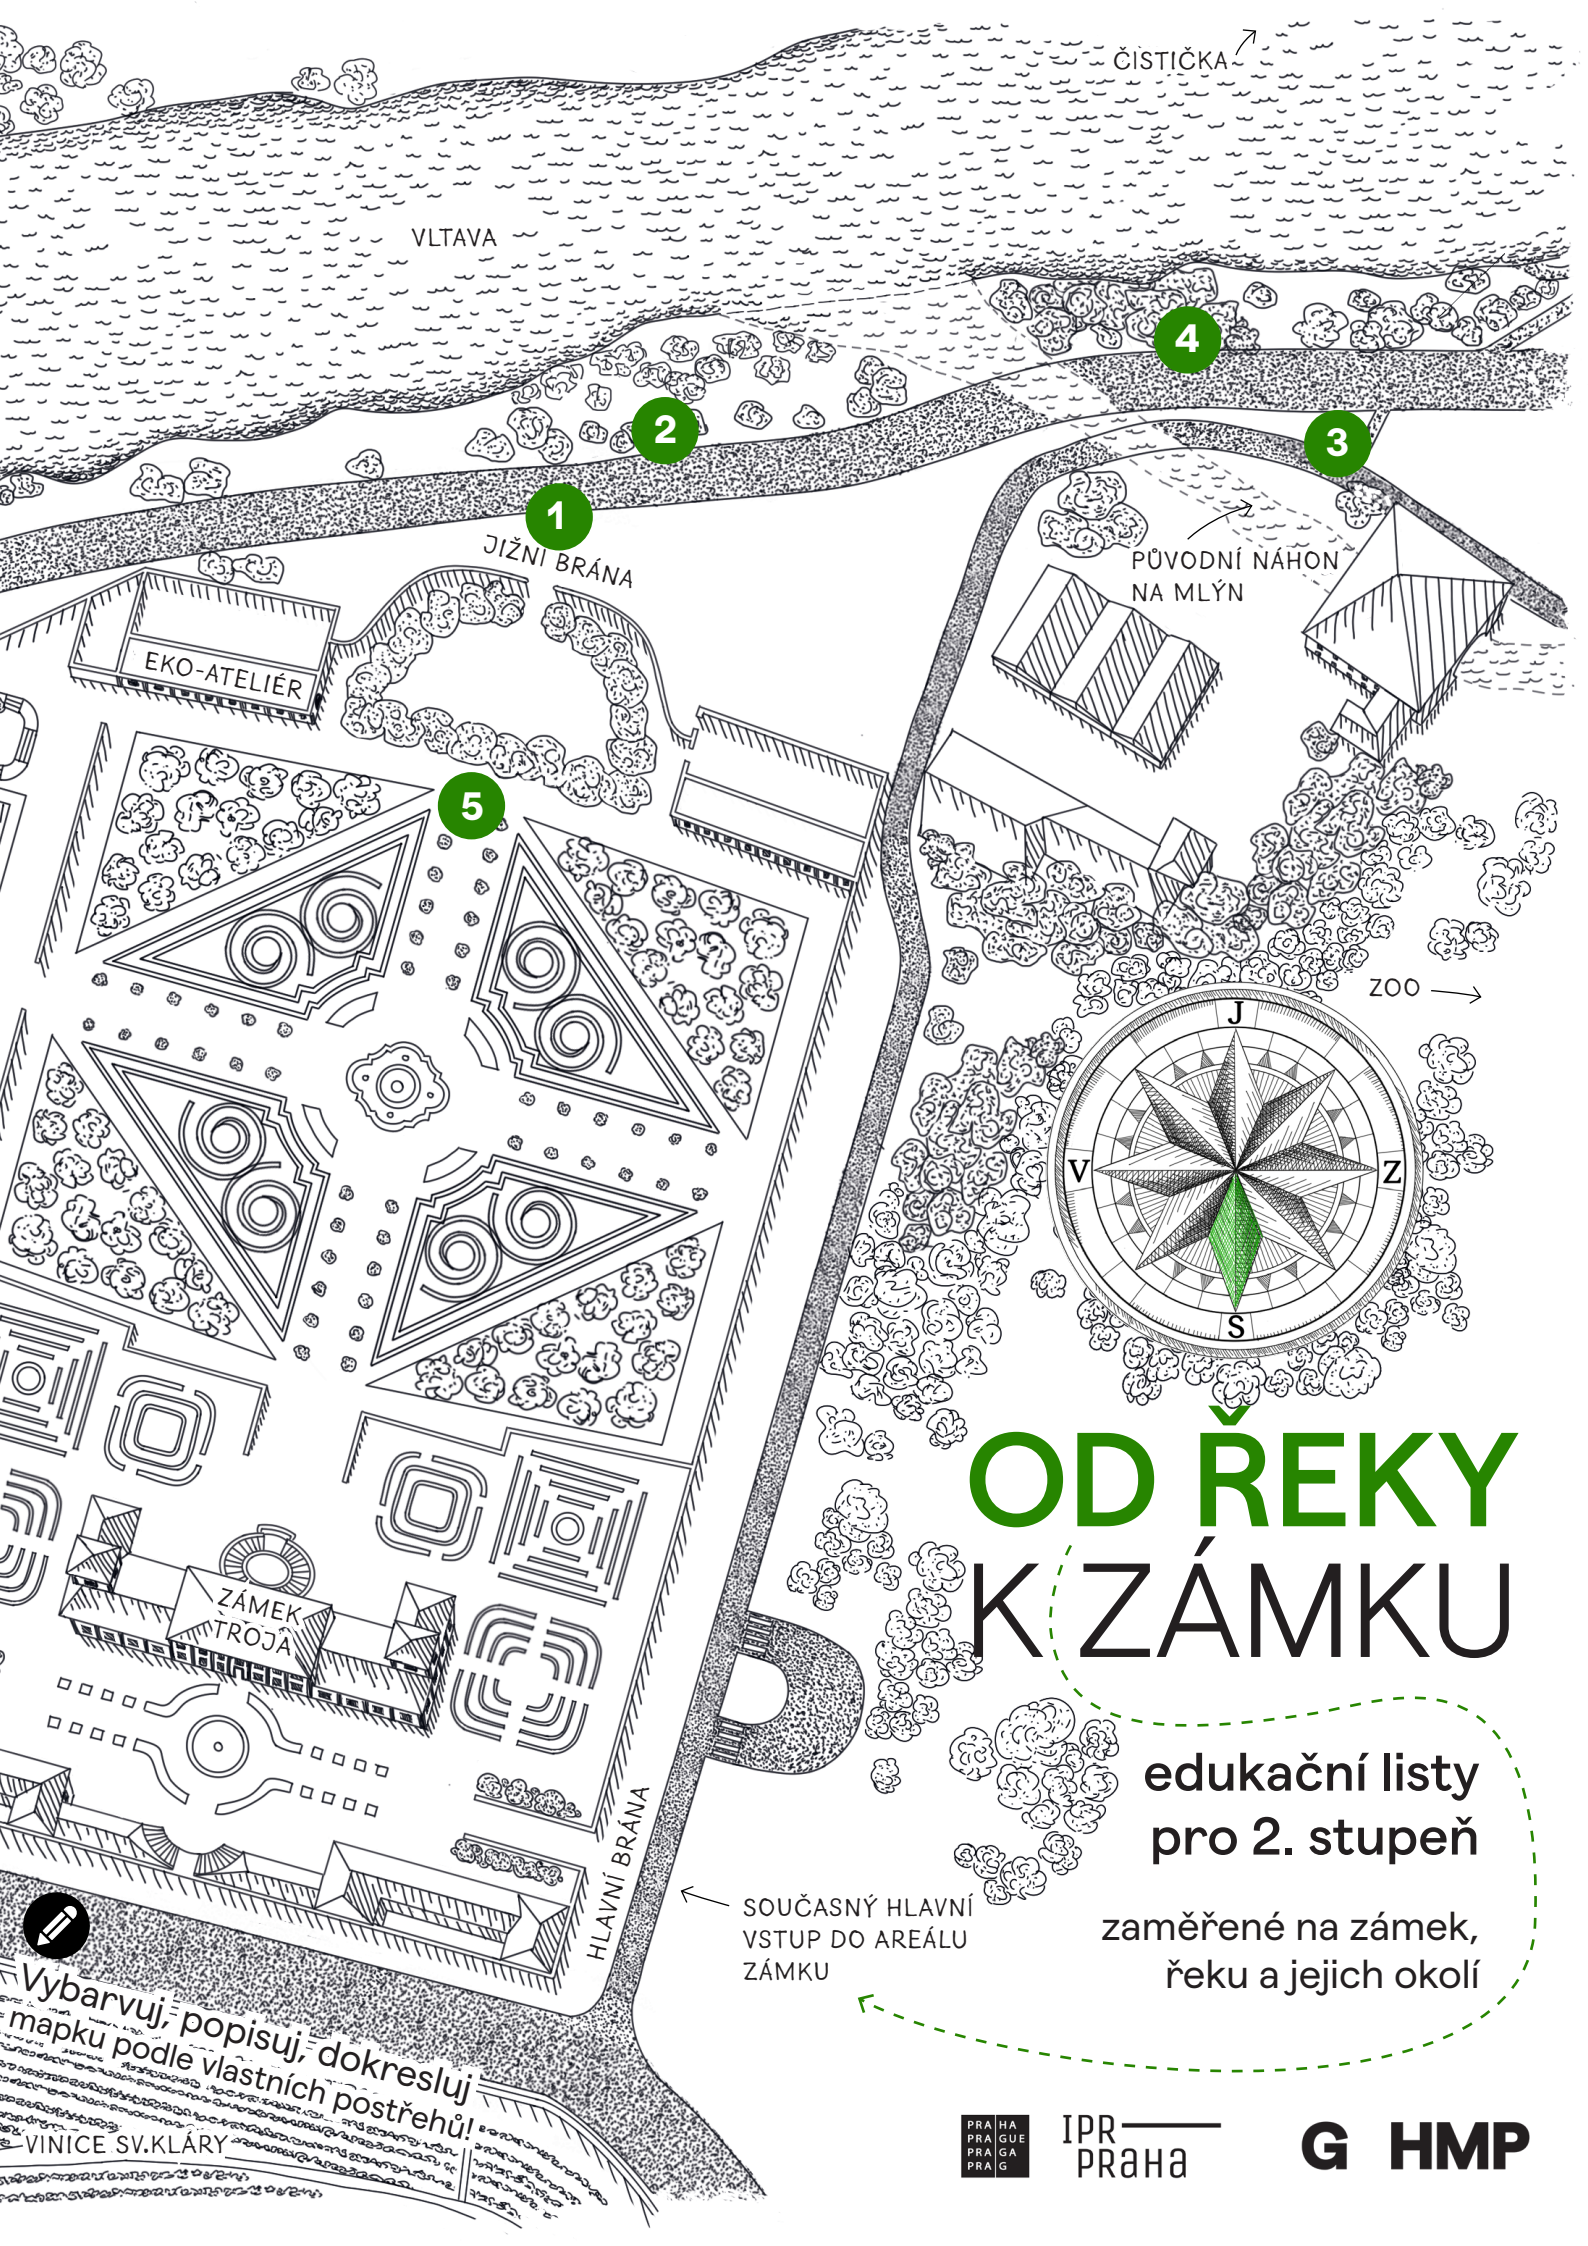 ČISTIČKA
VLTAVA
4
2
3
1
JIŽNÍ BRÁNA
PŮVODNÍ NÁHON
NA MLÝN
EKO-ATELIÉR
5
ZOO
J
V
Z
S
OD ŘEKY
K ZÁMKU
ZÁMEK
TROJA
edukační listy
pro 2. stupeň
HLAVNÍ BRÁNA
SOUČASNÝ HLAVNÍ
VSTUP DO AREÁLU
ZÁMKU
zaměřené na zámek,
řeku a jejich okolí
Vybarvuj, popisuj, dokresluj
mapku podle vlastních postřehů!
VINICE SV.KLÁRY
PRA HA
PRA GUE
PRA GA
PRA G
IPR
PRAHA
G HMP